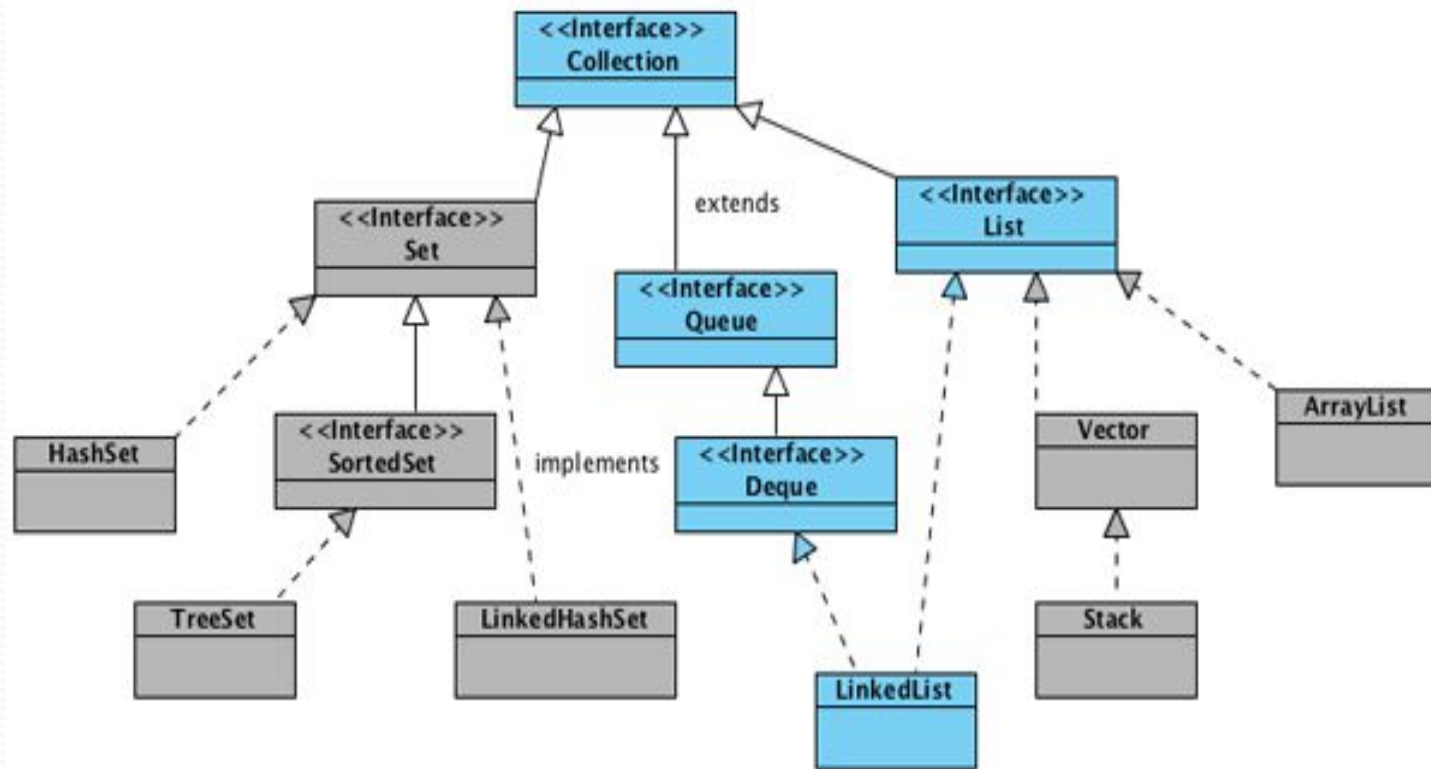 <<Interface>>
Collection
<<Interface>>
List
extends
<<Interface>>
Set
<<Interface>>
Queue
ArrayList
<<Interface>>
SortedSet
Vector
HashSet
implements
<<Interface>>
Deque
TreeSet
LinkedHashSet
Stack
LinkedList